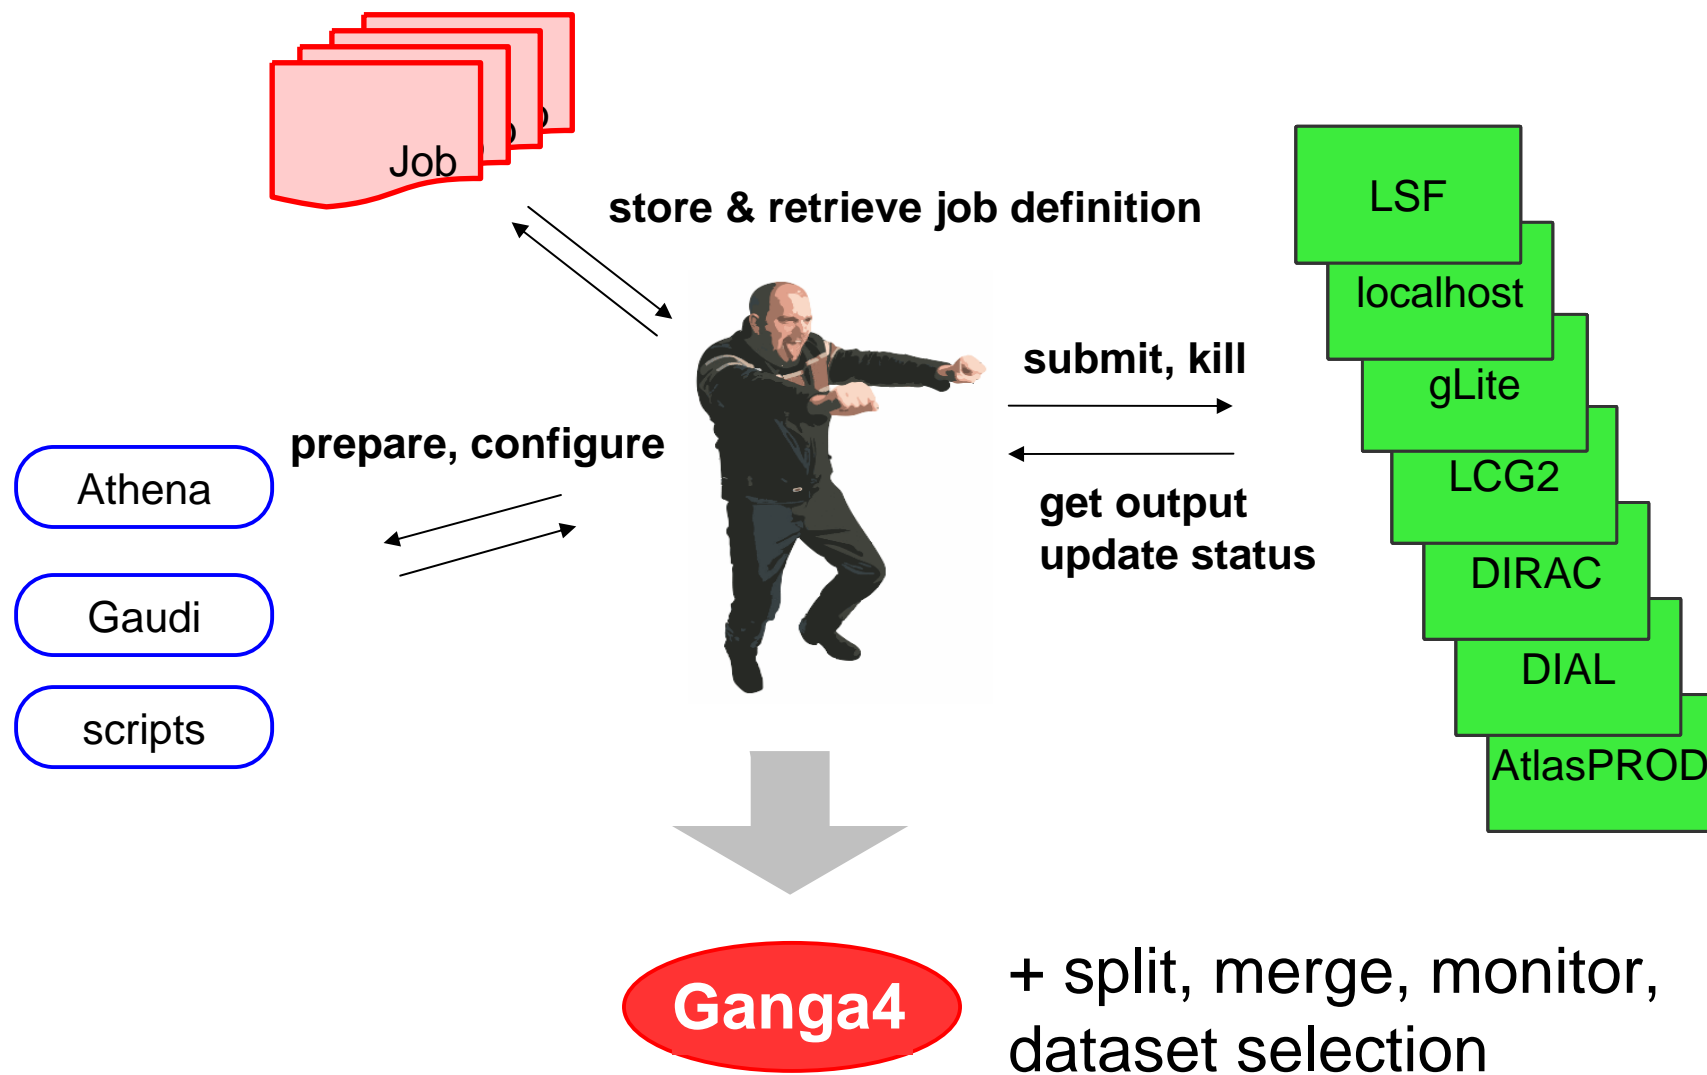 Job
store & retrieve job definition
LSF
localhost
submit, kill
gLite
prepare, configure
Athena
LCG2
get output
update status
DIRAC
Gaudi
DIAL
scripts
AtlasPROD
Ganga4
+ split, merge, monitor,
dataset selection